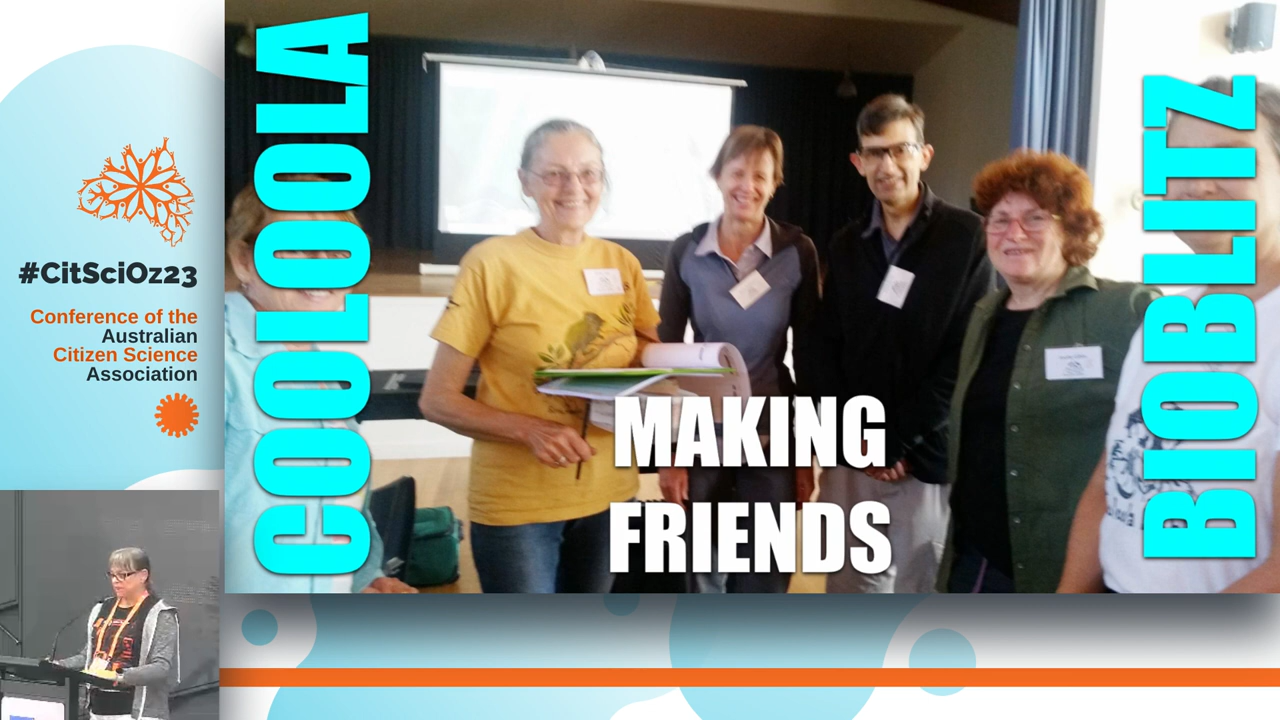 #CitSciOz23
Conference of the
Australian
Citizen Science
Association
COOLOOLA
BIOBLITZ
MAKING
FRIENDS